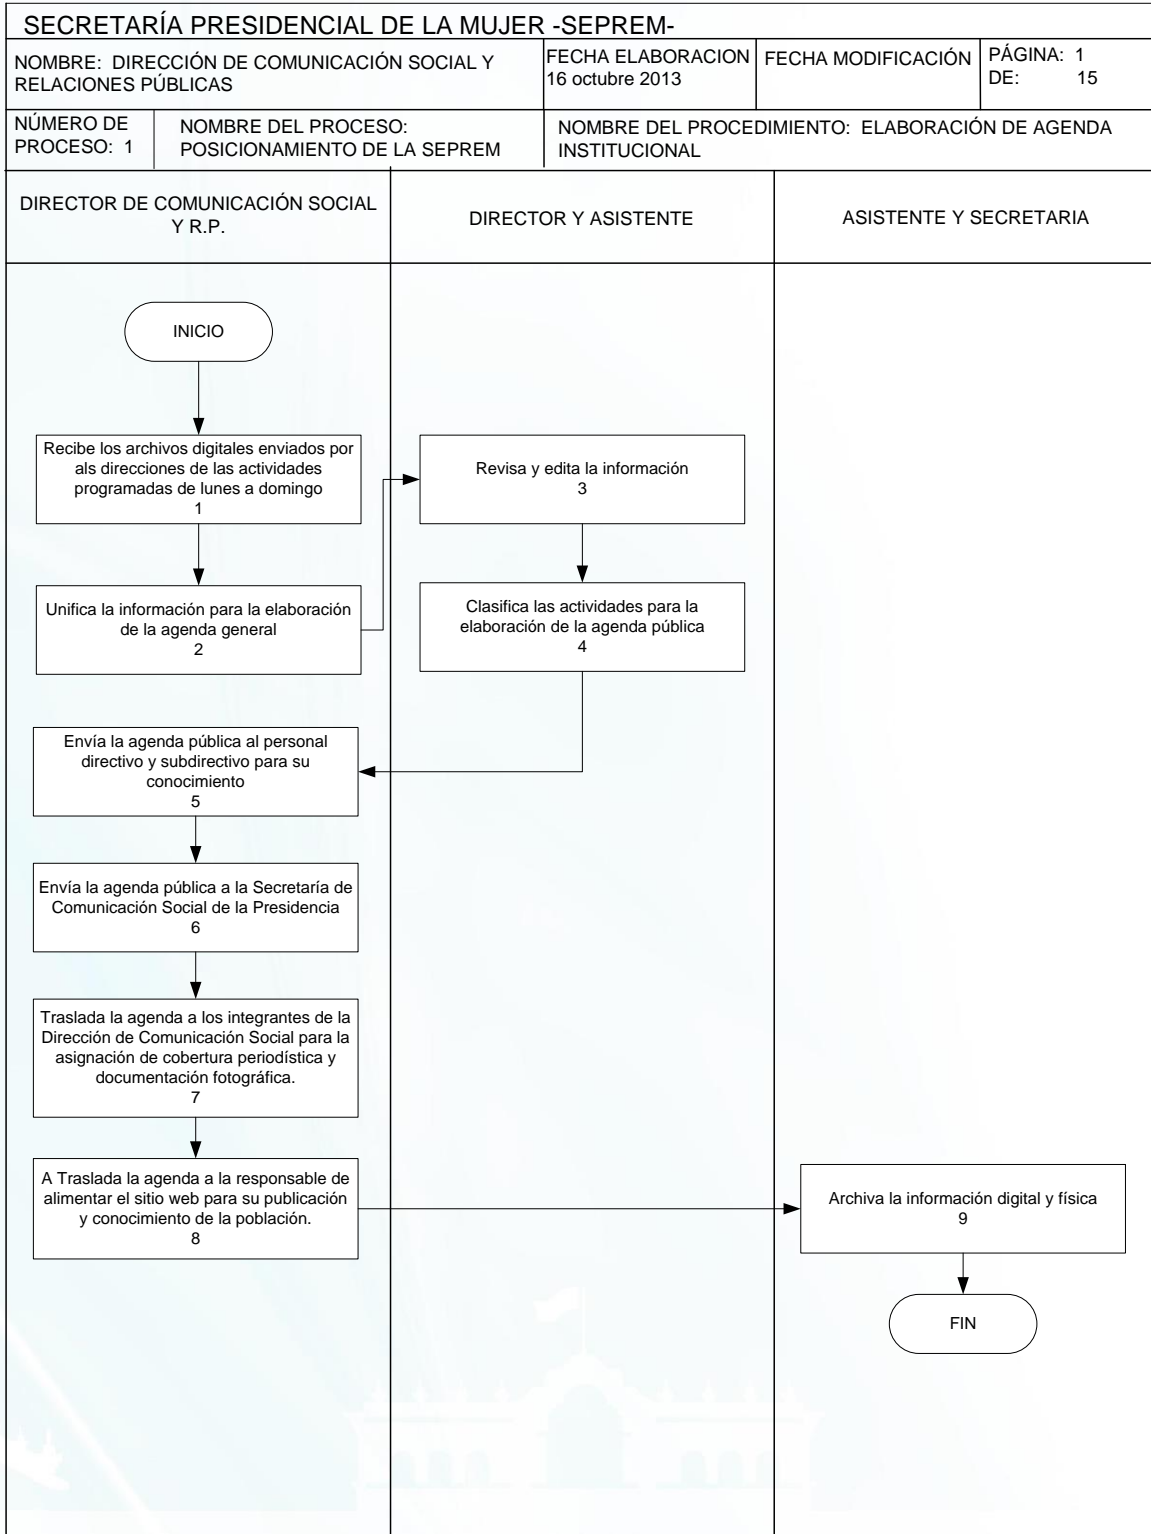 SECRETARÍA PRESIDENCIAL DE LA MUJER -SEPREM-
NOMBRE: DIRECCIÓN DE COMUNICACIÓN SOCIAL Y
RELACIONES PÚBLICAS
FECHA ELABORACION
16 octubre 2013
FECHA MODIFICACIÓN
PÁGINA: 1
DE: 15
NÚMERO DE
PROCESO: 1
NOMBRE DEL PROCESO:
POSICIONAMIENTO DE LA SEPREM
NOMBRE DEL PROCEDIMIENTO: ELABORACIÓN DE AGENDA
INSTITUCIONAL
DIRECTOR DE COMUNICACIÓN SOCIAL
Y R.P.
DIRECTOR Y ASISTENTE
ASISTENTE Y SECRETARIA
INICIO
Recibe los archivos digitales enviados por
als direcciones de las actividades
programadas de lunes a domingo
1
Unifica la información para la elaboración
de la agenda general
2
Revisa y edita la información
3
Clasifica las actividades para la
elaboración de la agenda pública
4
Envía la agenda pública al personal
directivo y subdirectivo para su
conocimiento
5
Envía la agenda pública a la Secretaría de
Comunicación Social de la Presidencia
6
Traslada la agenda a los integrantes de la
Dirección de Comunicación Social para la
asignación de cobertura periodística y
documentación fotográfica.
7
A Traslada la agenda a la responsable de
alimentar el sitio web para su publicación
y conocimiento de la población.
8
Archiva la información digital y física
9
FIN